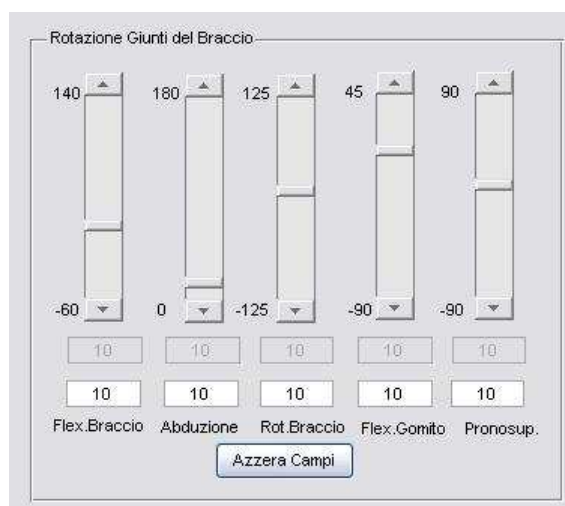 Rotazione Giunti del Braccio
140 180 125 45 90
-60 0 -125 -90 -90
10 10 10 10 10
10 10 10 10 10
Flex.Braccio Abduzione Rot.Braccio Flex.Gomito Pronosup.
Azzera Campi